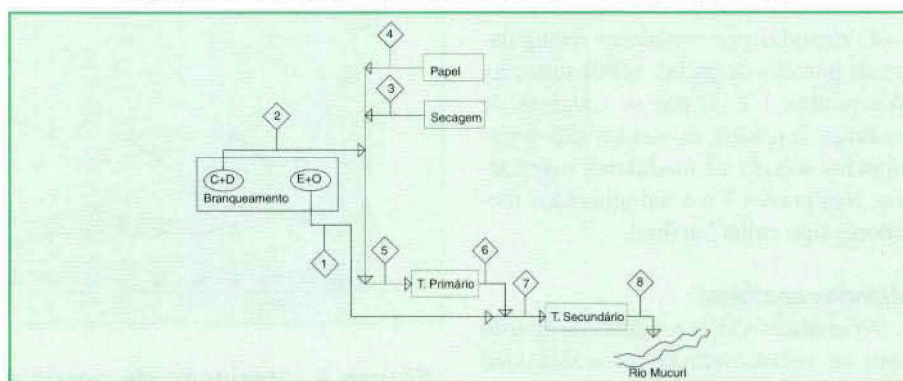 4
Papel
3
Secagem
2
C+D
E+O
Branqueamento
1
5
T. Primário
6
7
T. Secundário
8
Rio Mucuri